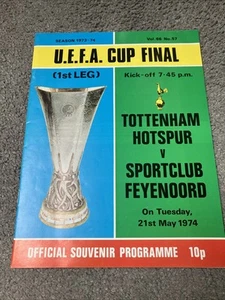 SEASON 1973-74
Vol 66 No. 57
U.E.F.A. CUP FINAL
(1st LEG)
Kick-off 7-45 p.m.
TOTTENHAM
HOTSPUR
v
SPORTCLUB
FEYENOORD
On Tuesday,
21st May 1974
OFFICIAL SOUVENIR PROGRAMME 10p